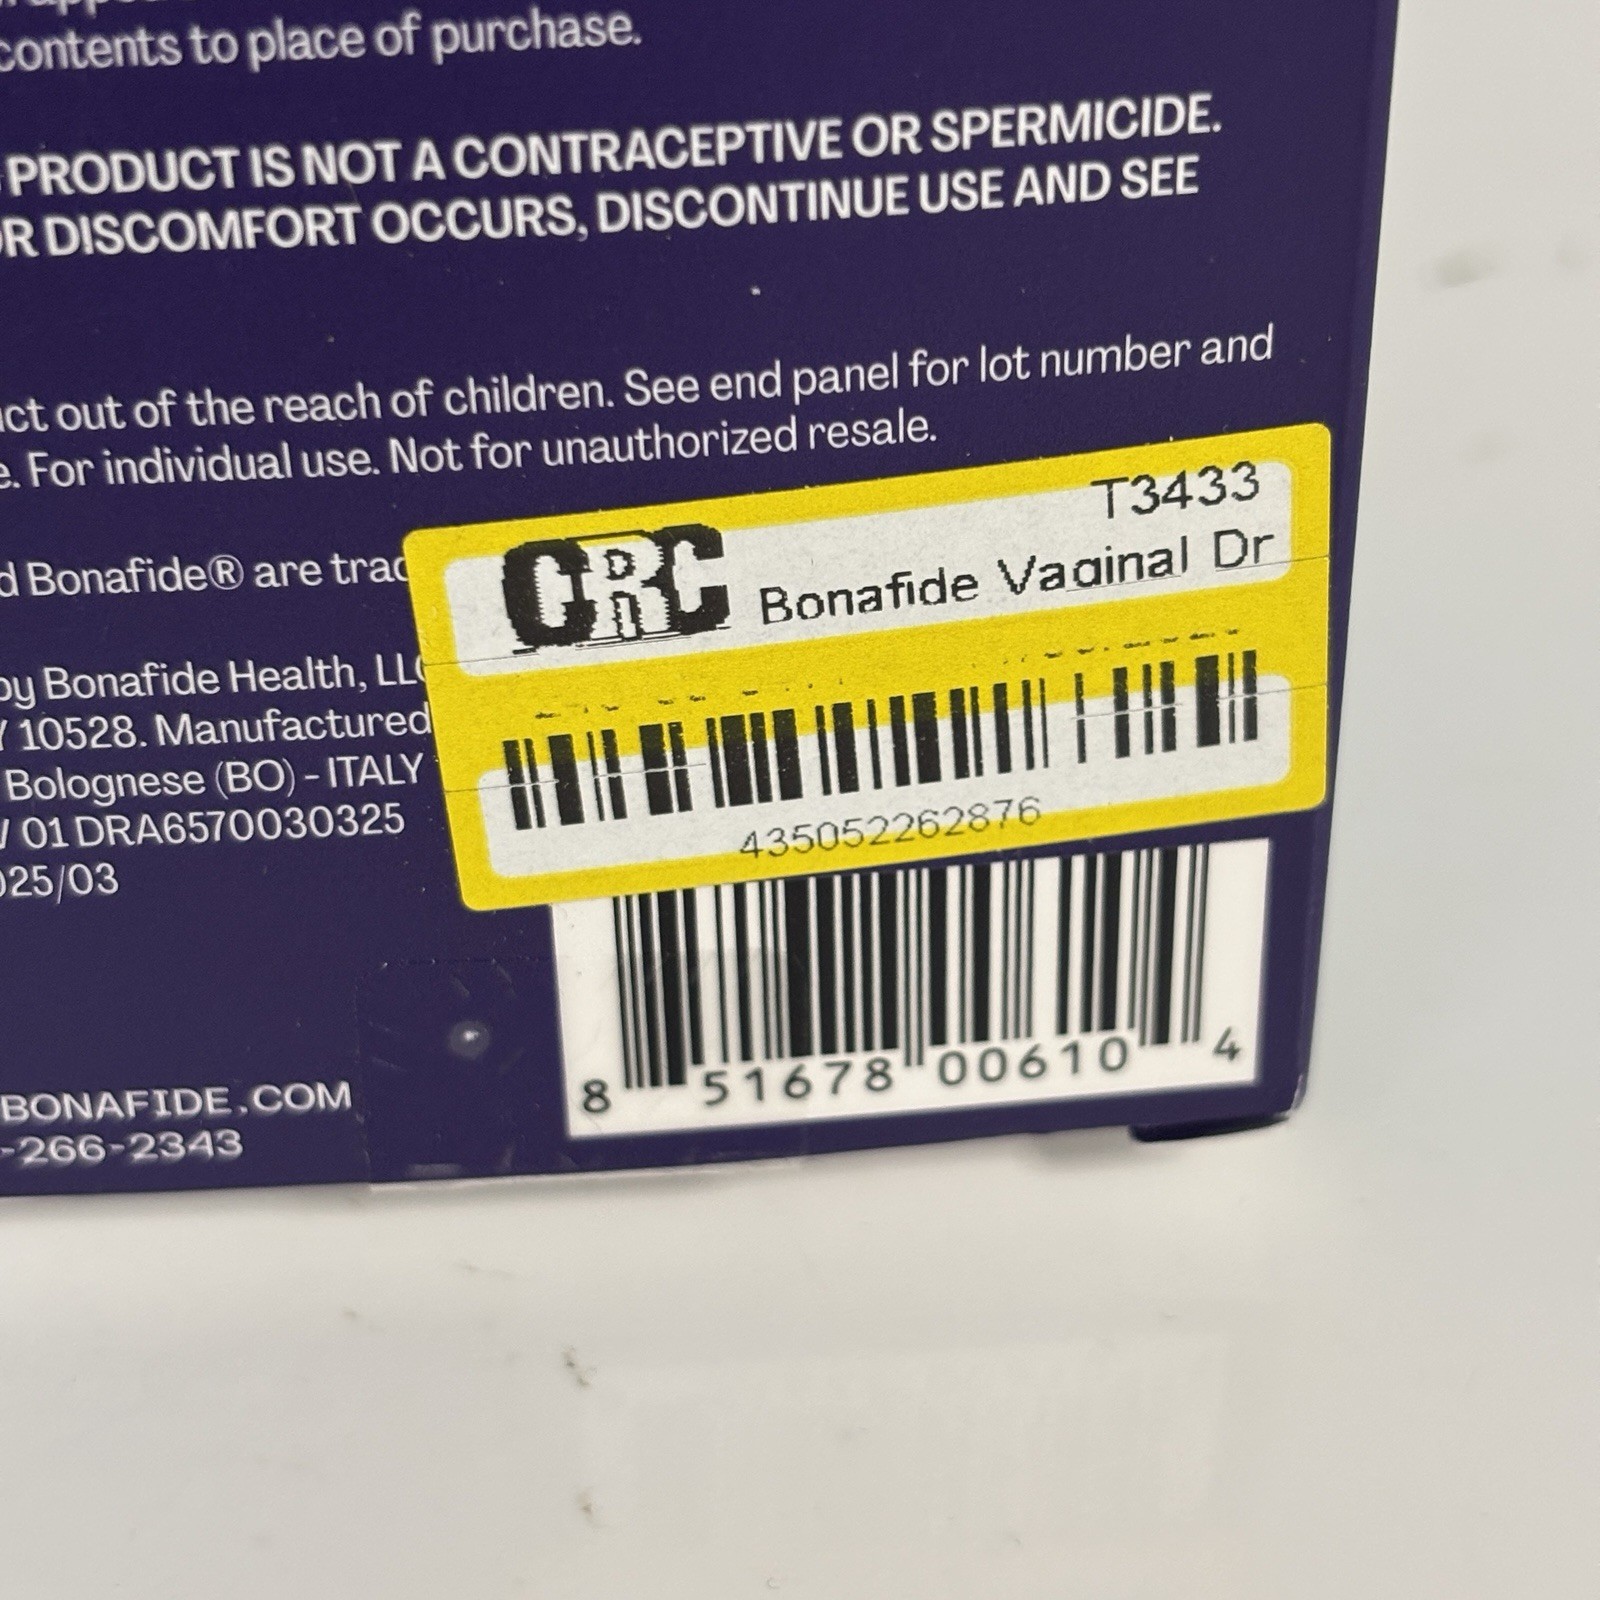 contents to place of purchase.
PRODUCT IS NOT A CONTRACEPTIVE OR SPERMICIDE.
OR DISCOMFORT OCCURS, DISCONTINUE USE AND SEE
out of the reach of children. See end panel for lot number and
For individual use. Not for unauthorized resale.
Bonafide® are trad
by Bonafide Health, LLC
10528. Manufactured
Bolognese (BO) - ITALY
01 DRA6570030325
025/03
BONAFIDE.COM
-266-2343
T3433
CRC Bonafide Vaginal Dr
435052262876
8 51678 00610 4